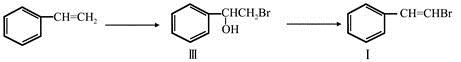 CH=CH₂
CHCH₂Br
OH
CH=CHBr
Ⅲ
Ⅰ